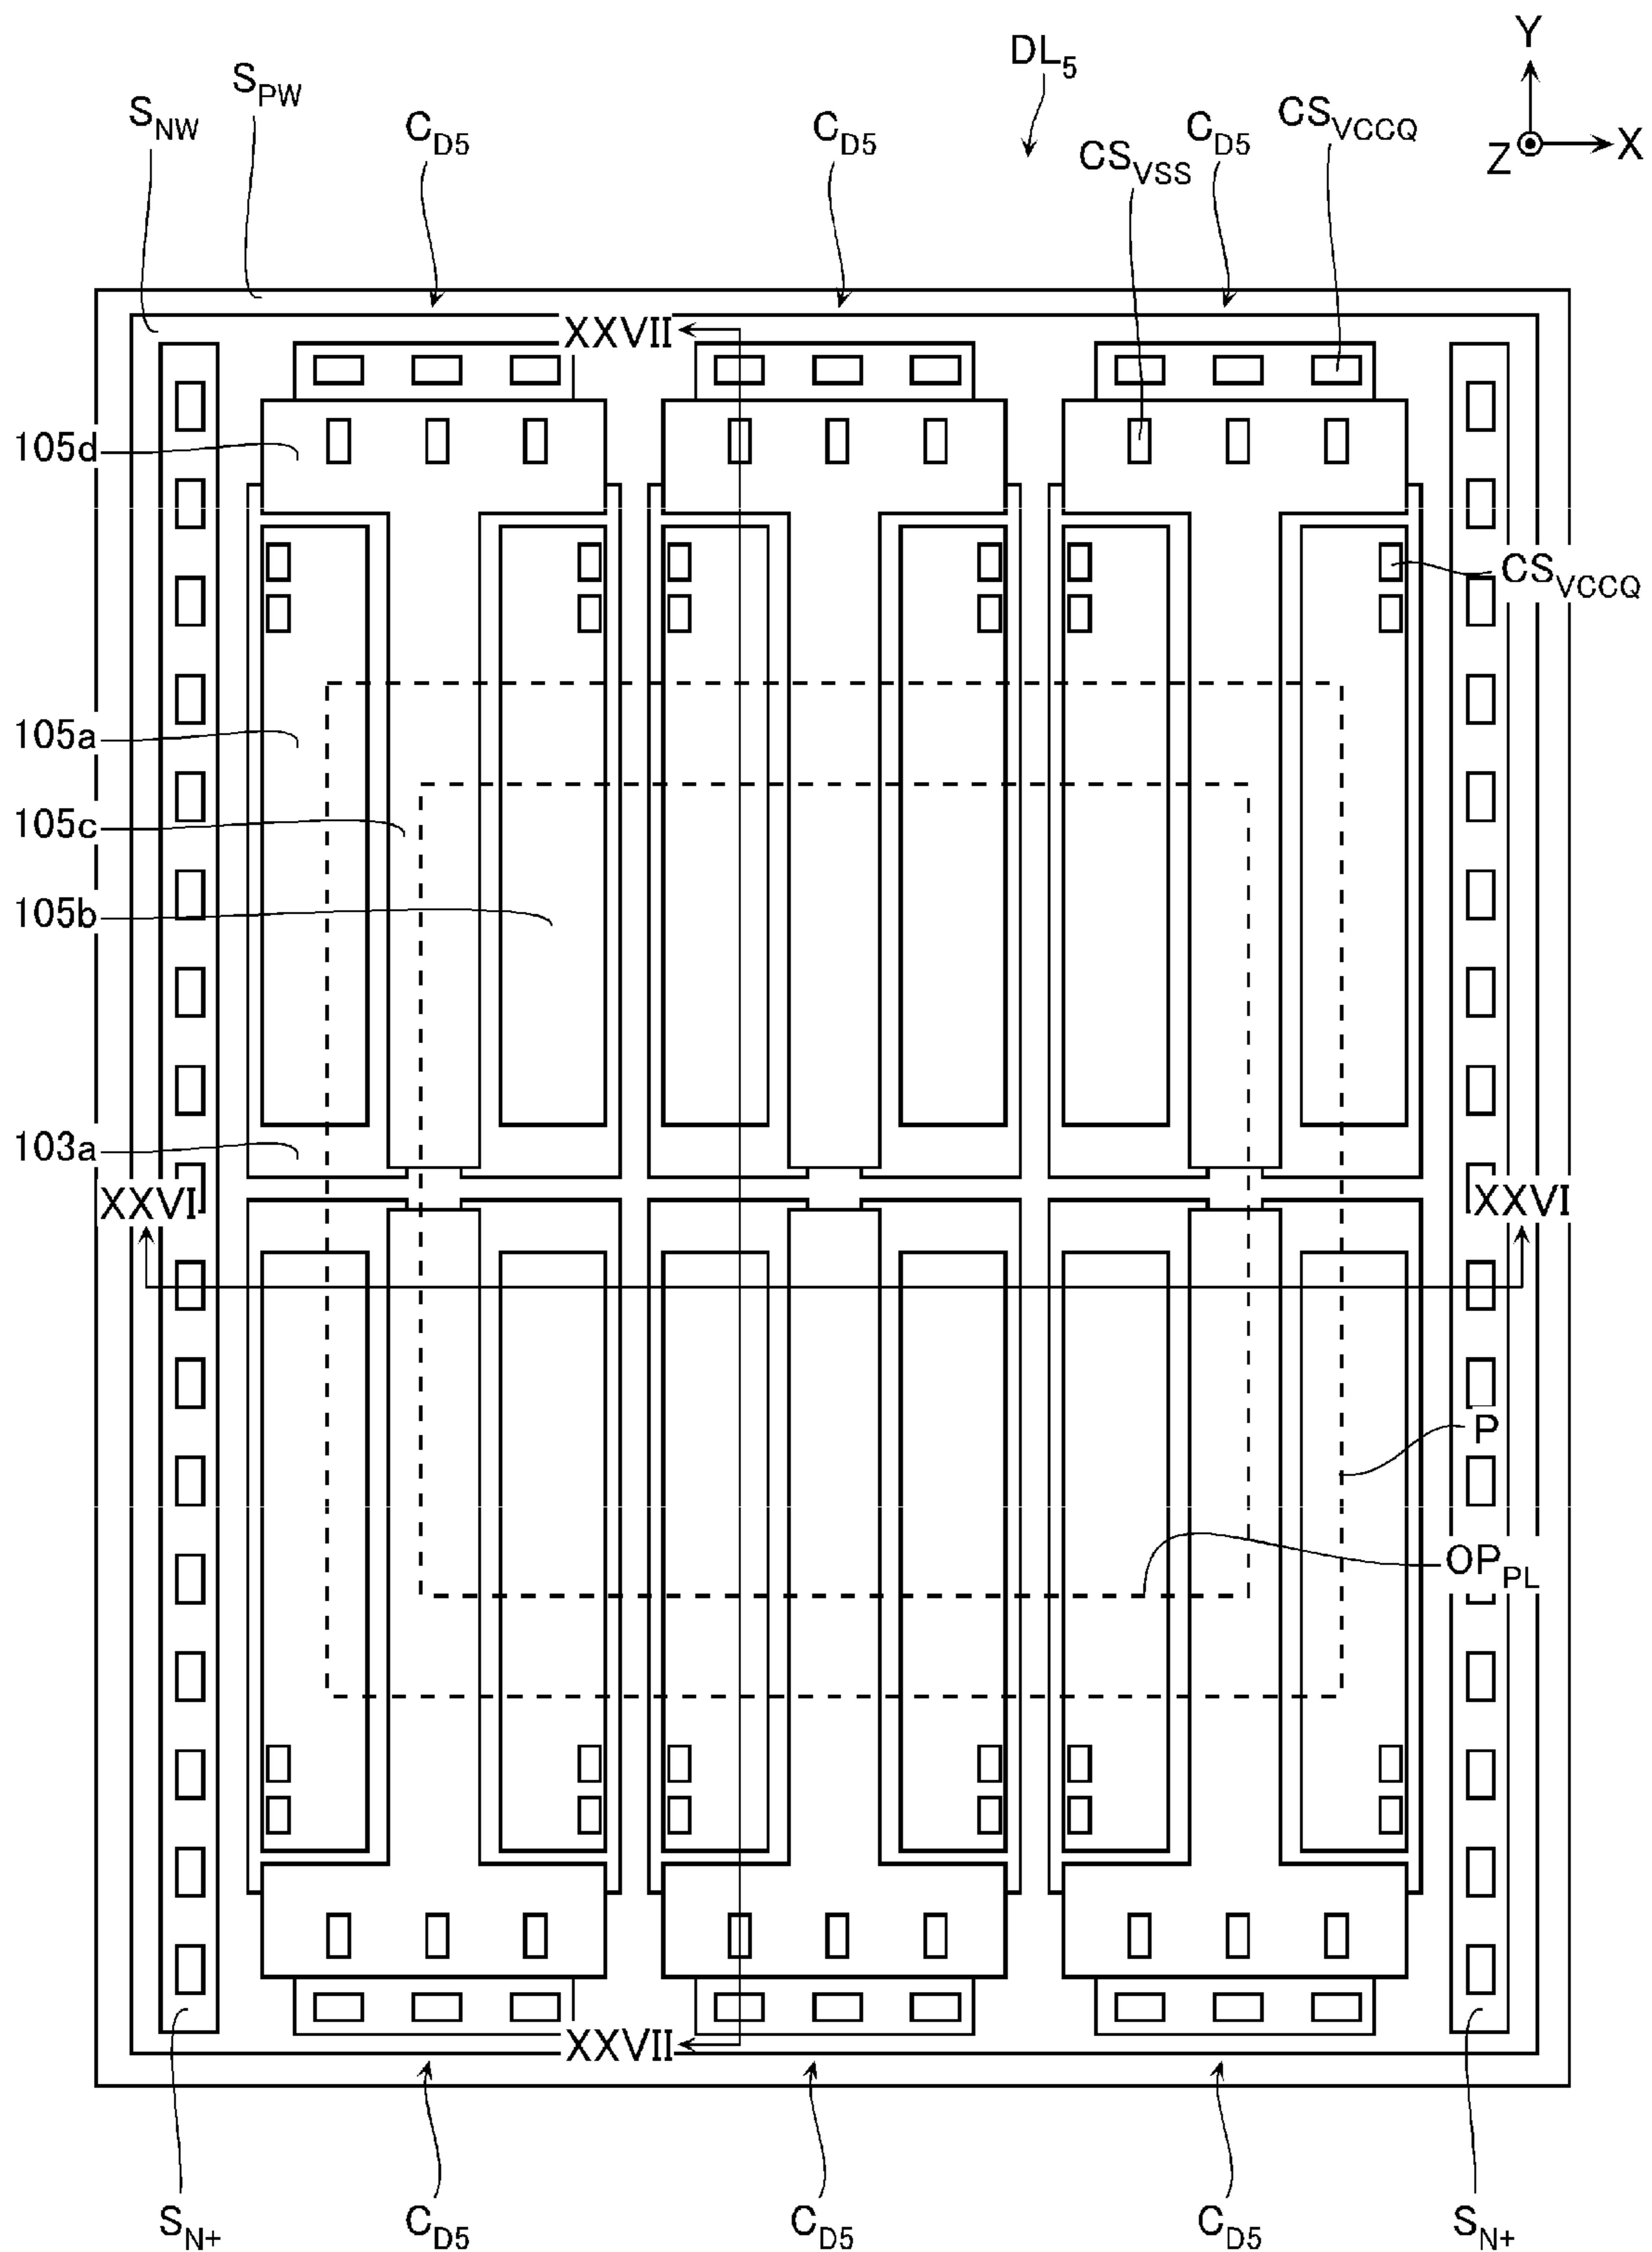 Y
DL5
SPW
CSVCCQ
SNW
CD5
CD5
CD5
X
CSVSS
Z
XXVII
105d
CSVCCQ
105a
105c
105b
103a
XXVI
XXVI
P
OPPL
XXVII
SN+
CD5
CD5
CD5
SN+